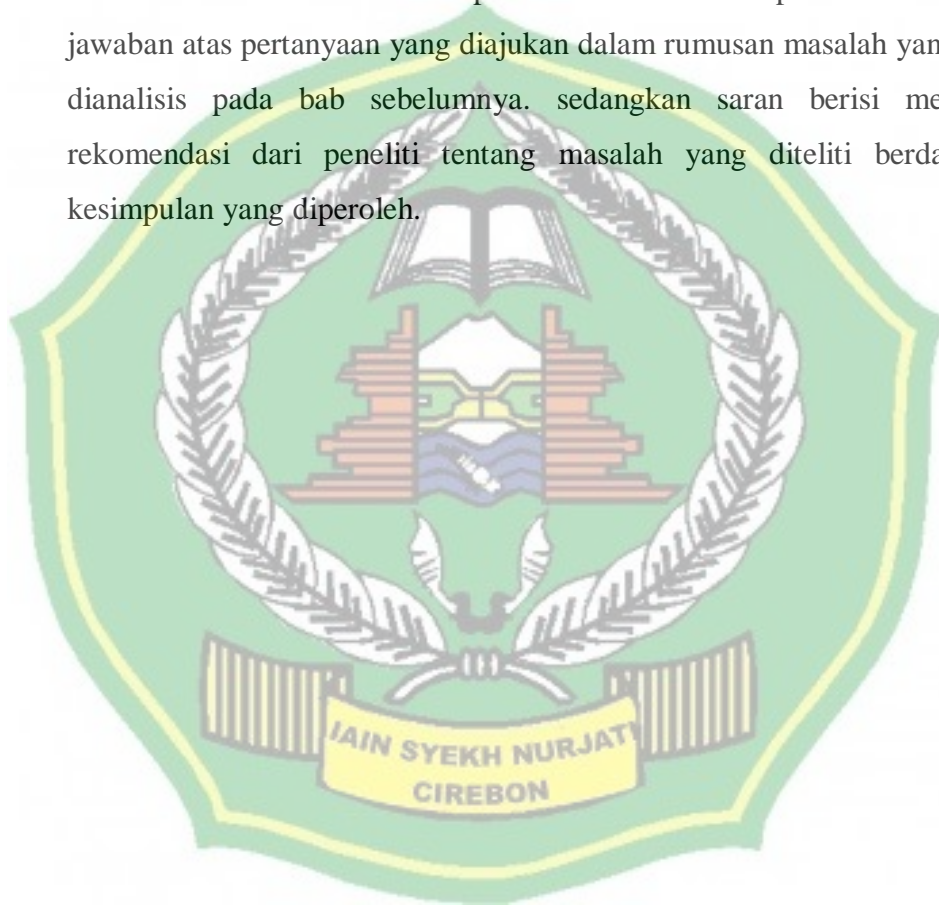 jawaban atas pertanyaan yang diajukan dalam rumusan masalah yan
dianalisis pada bab sebelumnya. sedangkan saran berisi me
rekomendasi dari peneliti tentang masalah yang diteliti berda
kesimpulan yang diperoleh.
IAIN SYEKH NURJATI
CIREBON